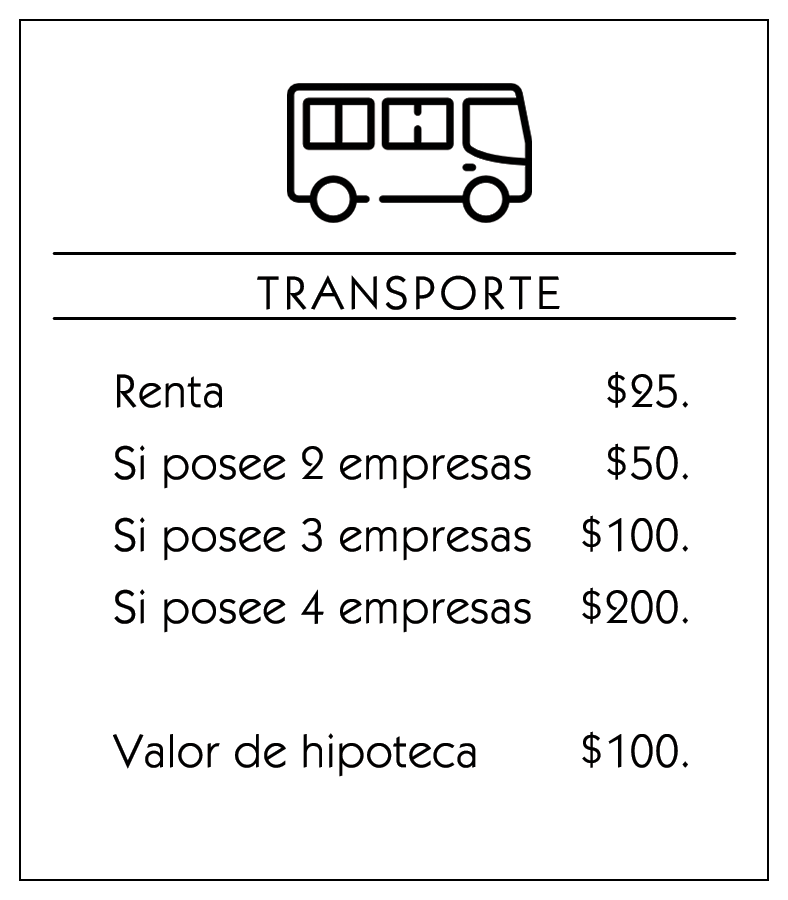 TRANSPORTE
Renta $25.
Si posee 2 empresas $50.
Si posee 3 empresas $100.
Si posee 4 empresas $200.
Valor de hipoteca $100.